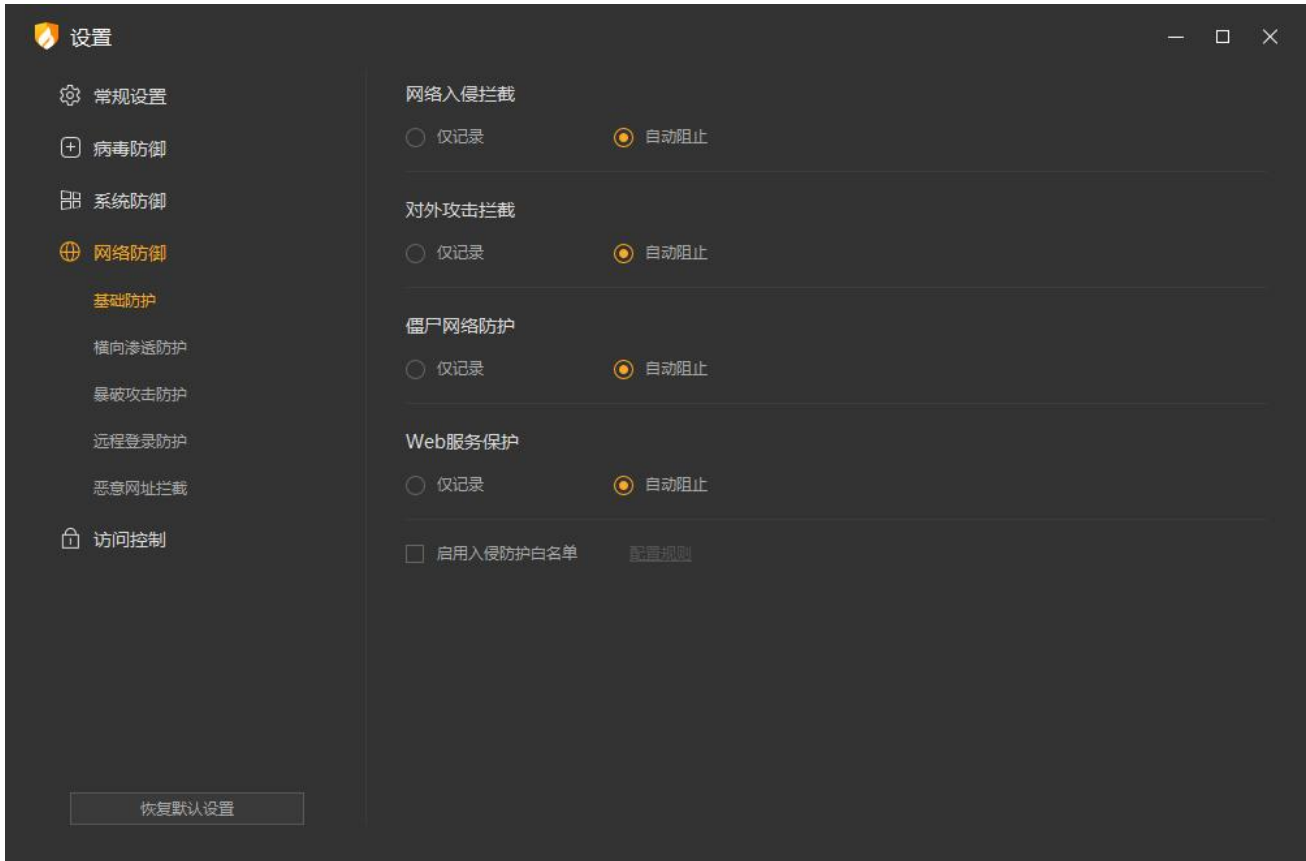 设置
常规设置
病毒防御
系统防御
网络防御
基础防护
横向渗透防护
暴破攻击防护
远程登录防护
恶意网址拦截
访问控制
恢复默认设置
网络入侵拦截
仅记录 自动阻止
对外攻击拦截
仅记录 自动阻止
僵尸网络防护
仅记录 自动阻止
Web服务保护
仅记录 自动阻止
启用入侵防护白名单 配置规则